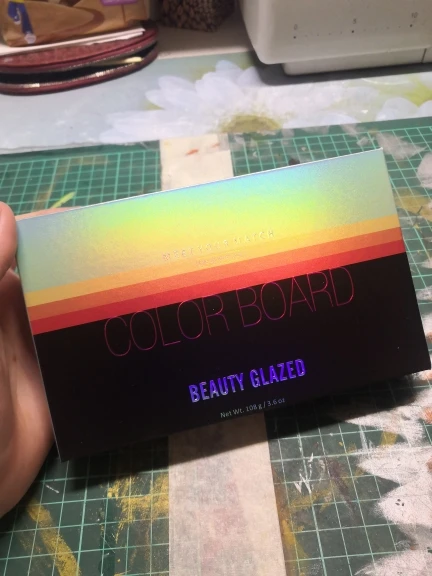 COLOR BOARD
BEAUTY GLAZED
Net Wt. 108 g / 3.6 oz